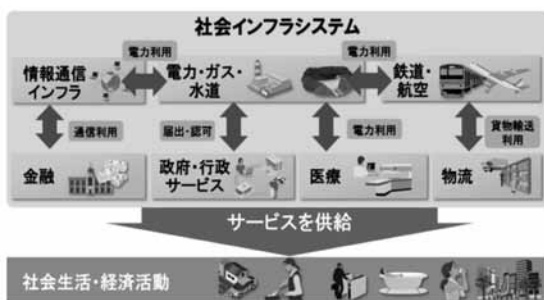 社会インフラシステム
電力利用
電力利用
情報通信
インフラ
電力・ガス・
水道
鉄道・
航空
通信利用
届出・認可
電力利用
貨物輸送
利用
金融
政府・行政
サービス
医療
物流
サービスを供給
社会生活・経済活動